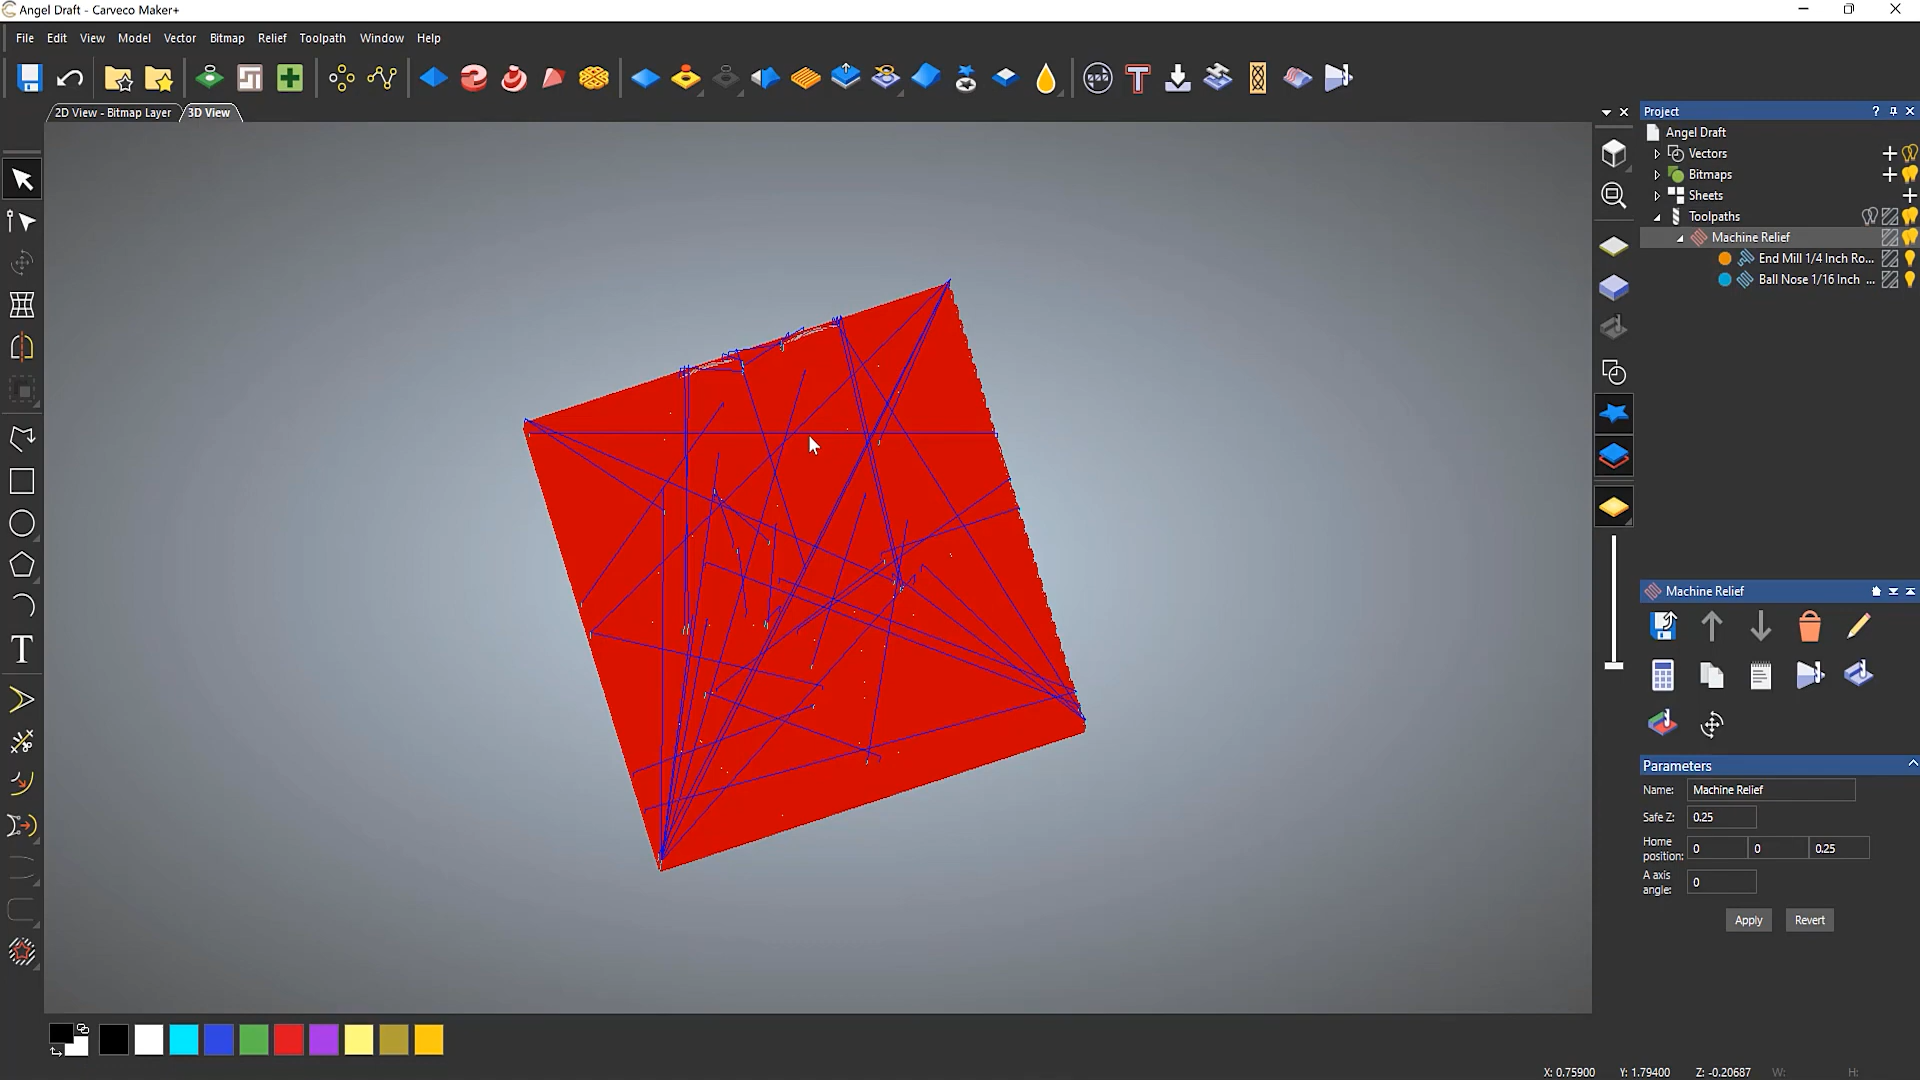 Angel Draft - Carveco Maker+
File Edit View Model Vector Bitmap Relief Toolpath Window Help
2D View - Bitmap Layer 3D View
Project
Angel Draft
Vectors
Bitmaps
Sheets
Toolpaths
Machine Relief
End Mill 1/4 Inch Ro...
Ball Nose 1/16 Inch ...
Machine Relief
Parameters
Name: Machine Relief
Safe Z: 0.25
Home position: 0 0 0.25
A axis angle: 0
Apply Revert
X: 0.75900 Y: 1.79400 Z: -0.20687 W: H: